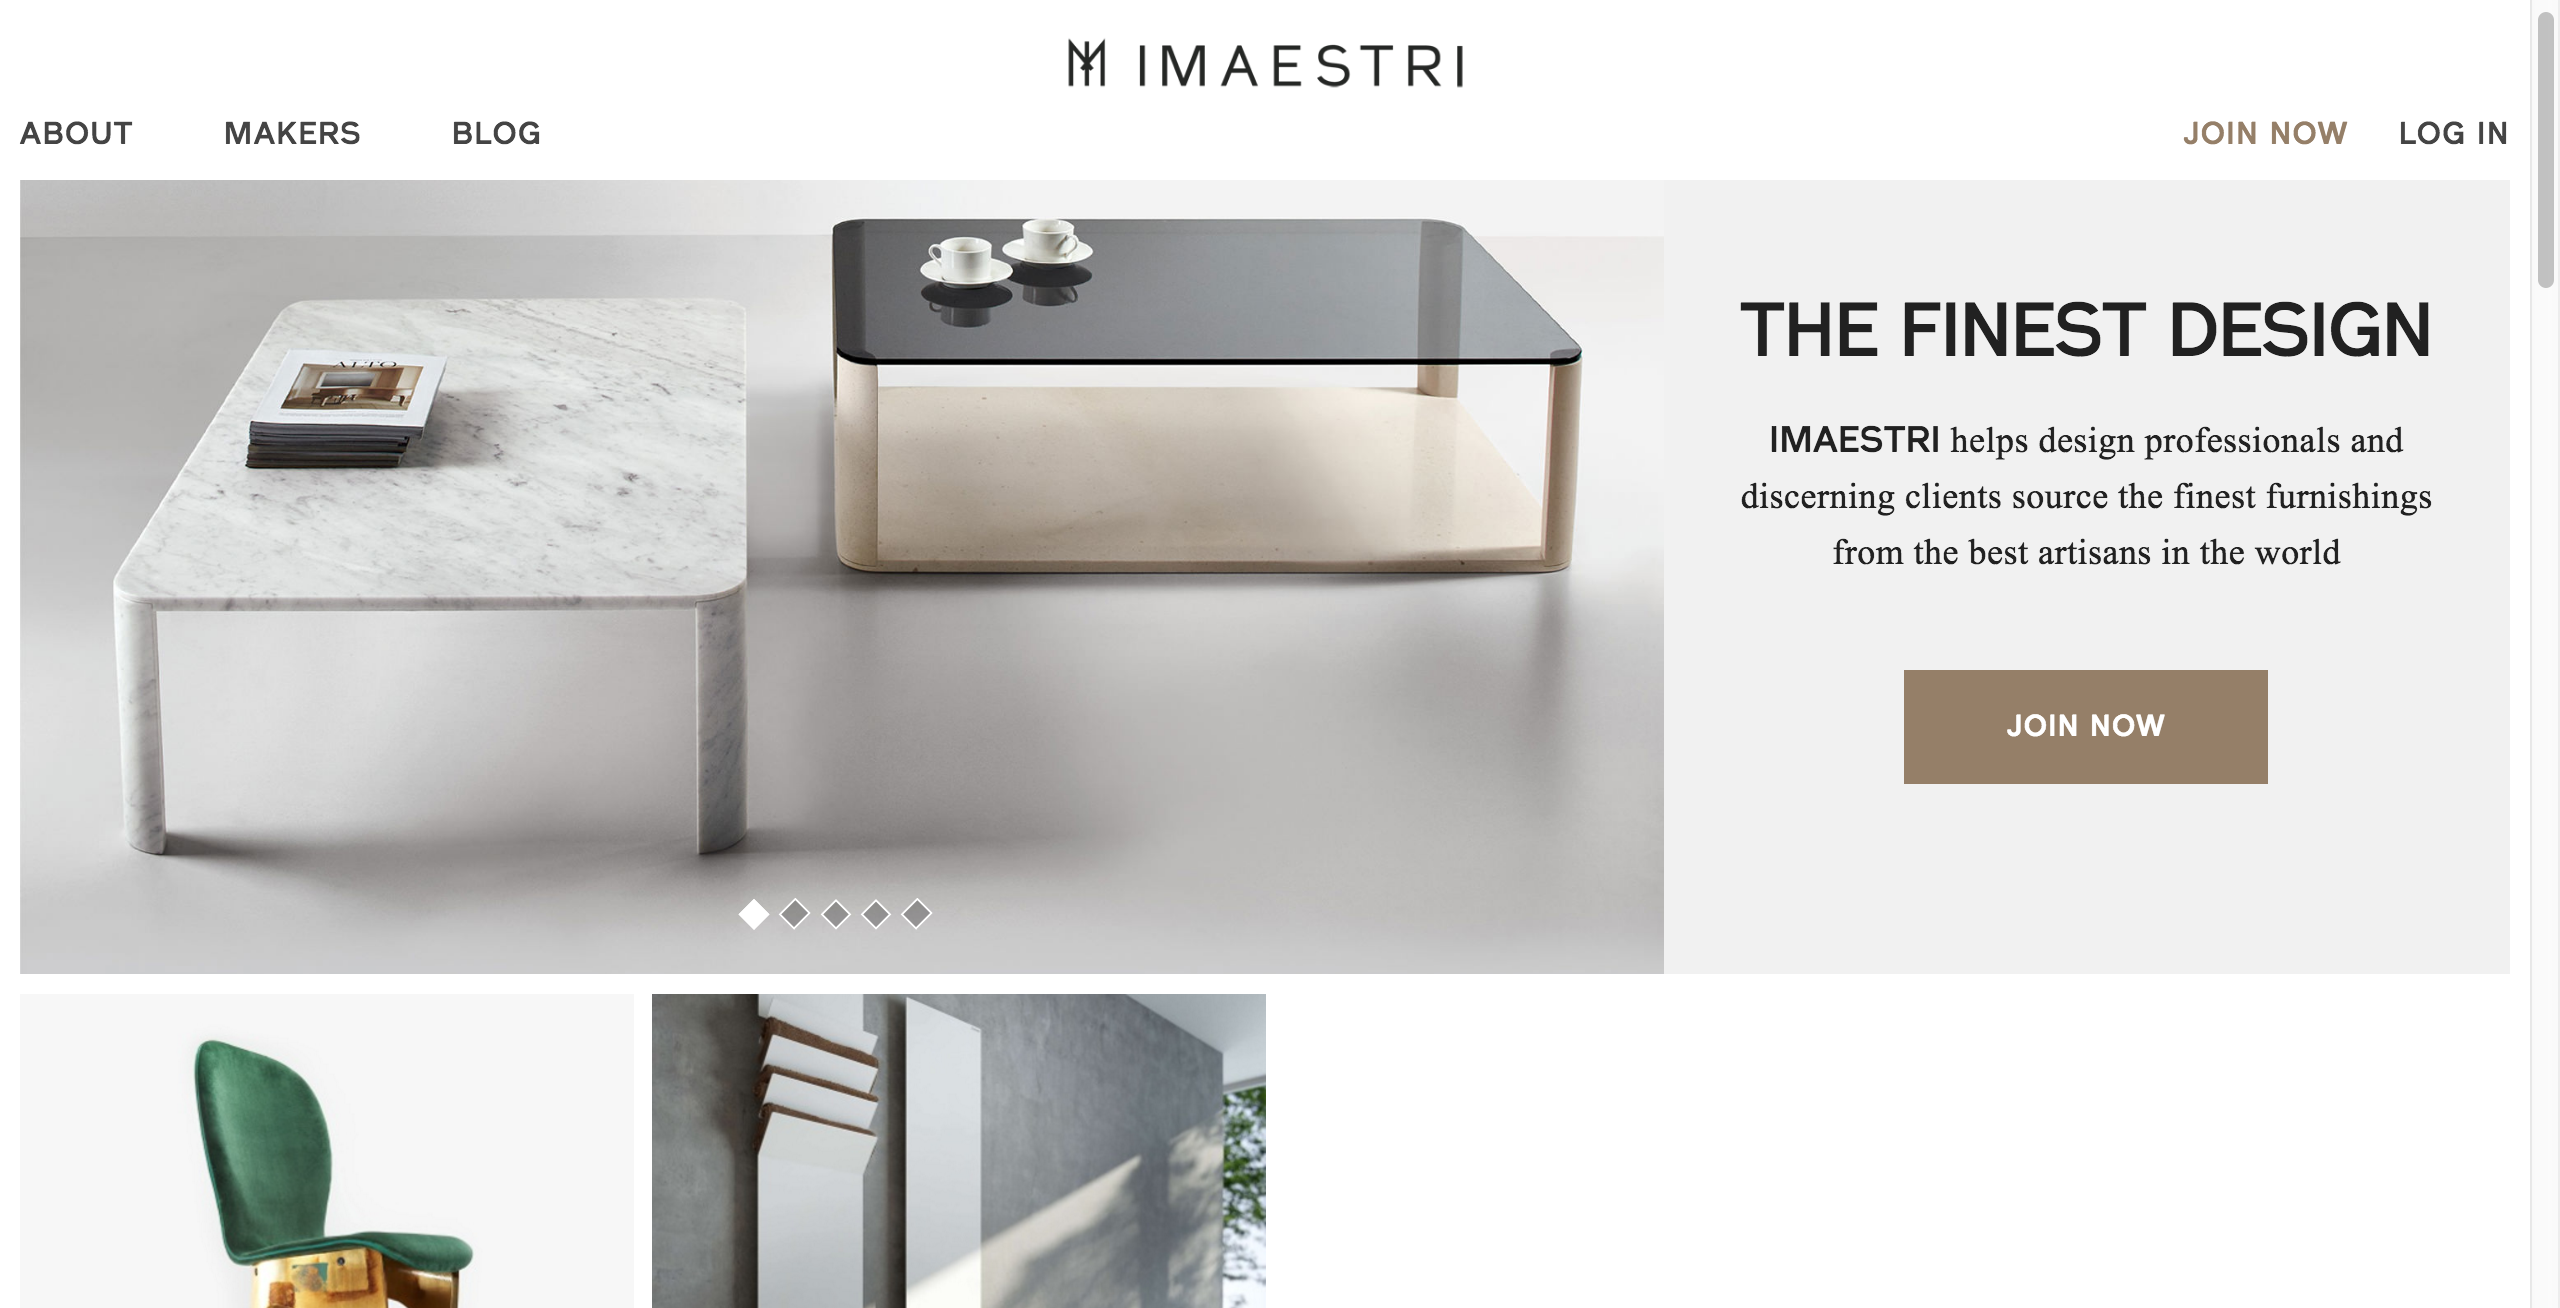 IMAESTRI
ABOUT MAKERS BLOG JOIN NOW LOG IN
THE FINEST DESIGN
IMAESTRI helps design professionals and
discerning clients source the finest furnishings
from the best artisans in the world
JOIN NOW
ALTO